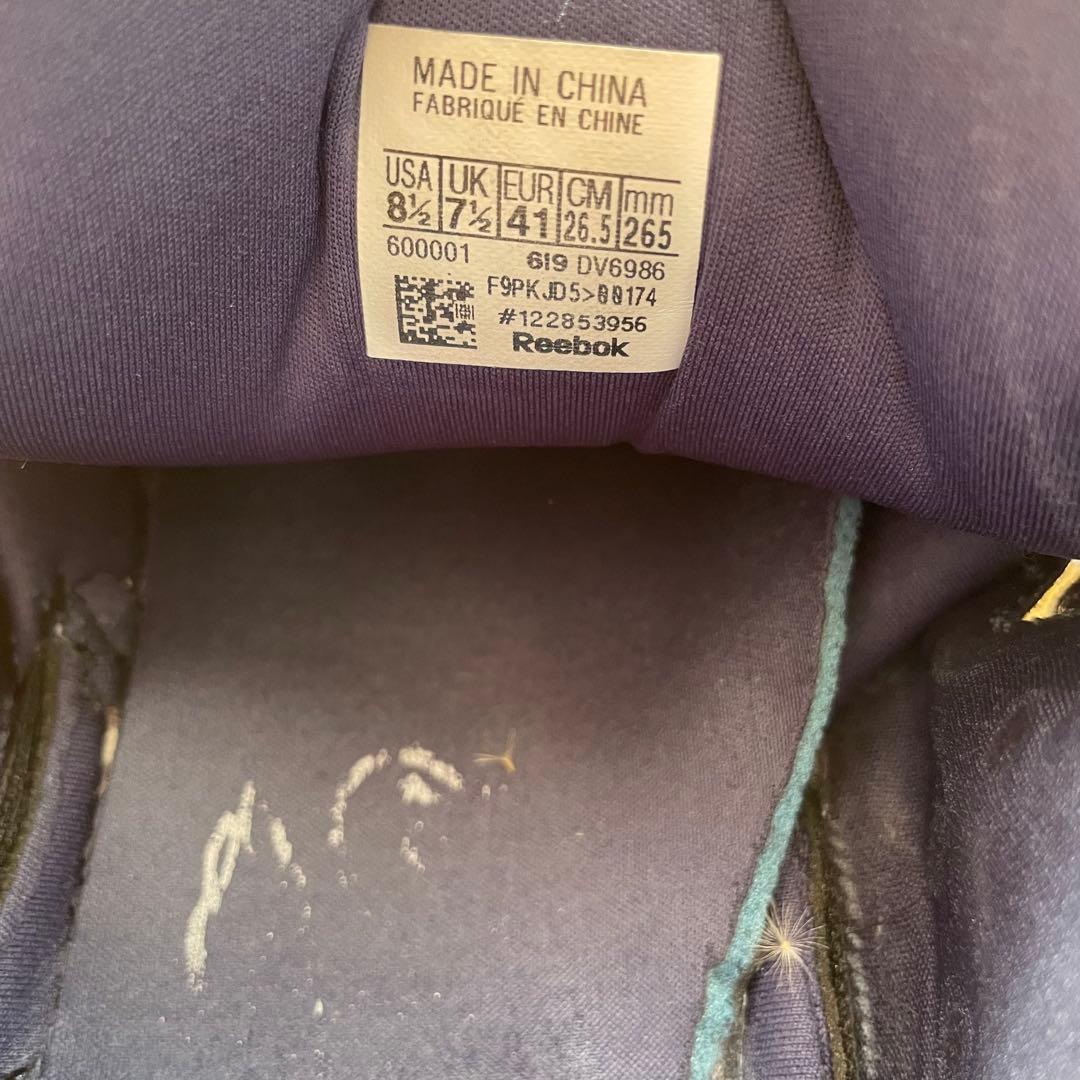 MADE IN CHINA
FABRIQUÉ EN CHINE
USA UK EUR CM mm
8½ 7½ 41 26.5 265
600001 619 DV6986
F9PKJD5>00174
#122853956
Reebok